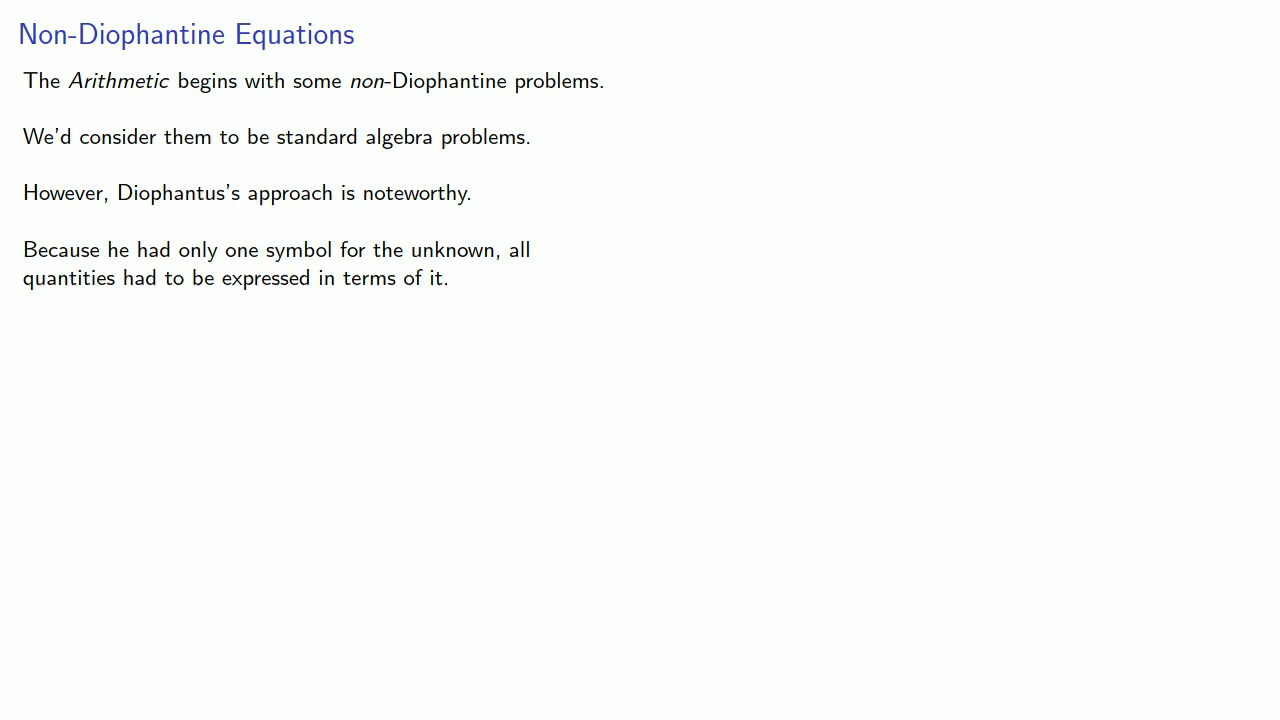 Non-Diophantine Equations
The Arithmetic begins with some non-Diophantine problems.
We'd consider them to be standard algebra problems.
However, Diophantus's approach is noteworthy.
Because he had only one symbol for the unknown, all
quantities had to be expressed in terms of it.